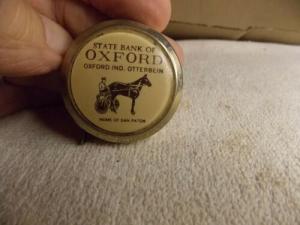 STATE BANK OF
OXFORD
OXFORD IND. OTTERBEIN
HOME OF DAN PATCH